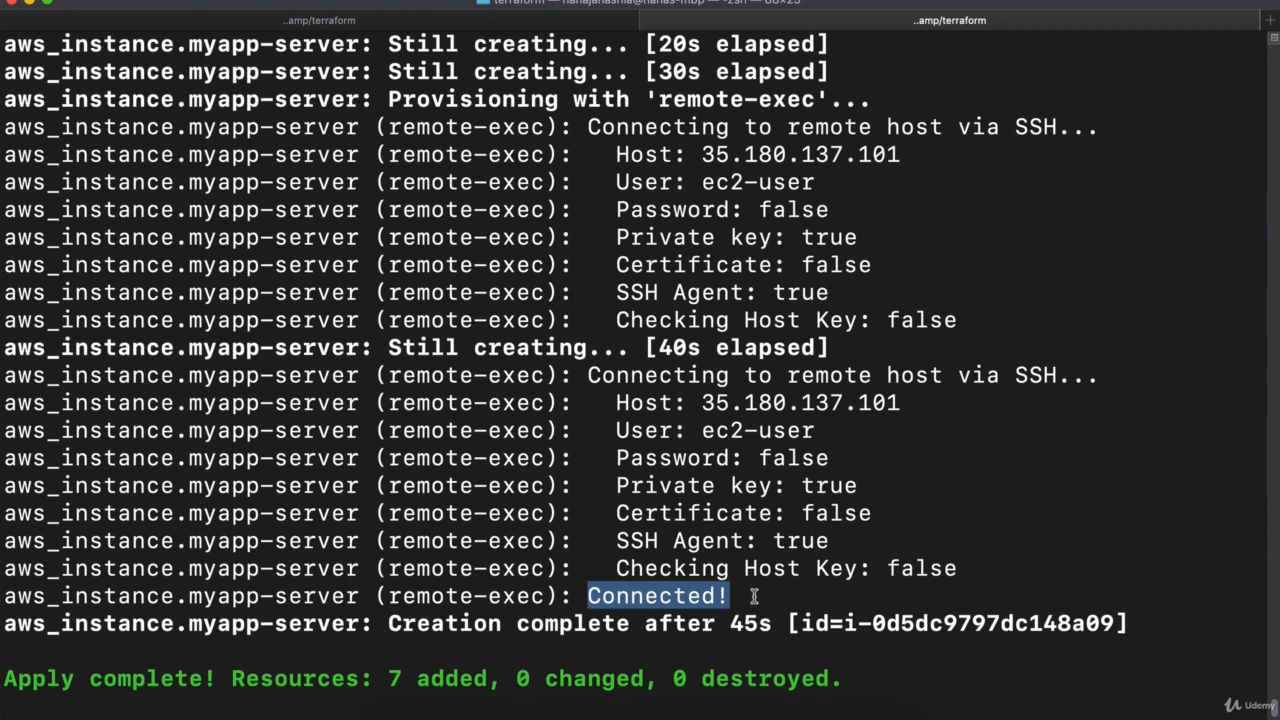 terraform — nanajanashia@nanas-mbp — -zsh — 88×25
..amp/terraform
..amp/terraform
aws_instance.myapp-server: Still creating... [20s elapsed]
aws_instance.myapp-server: Still creating... [30s elapsed]
aws_instance.myapp-server: Provisioning with 'remote-exec'...
aws_instance.myapp-server (remote-exec): Connecting to remote host via SSH...
aws_instance.myapp-server (remote-exec):   Host: 35.180.137.101
aws_instance.myapp-server (remote-exec):   User: ec2-user
aws_instance.myapp-server (remote-exec):   Password: false
aws_instance.myapp-server (remote-exec):   Private key: true
aws_instance.myapp-server (remote-exec):   Certificate: false
aws_instance.myapp-server (remote-exec):   SSH Agent: true
aws_instance.myapp-server (remote-exec):   Checking Host Key: false
aws_instance.myapp-server: Still creating... [40s elapsed]
aws_instance.myapp-server (remote-exec): Connecting to remote host via SSH...
aws_instance.myapp-server (remote-exec):   Host: 35.180.137.101
aws_instance.myapp-server (remote-exec):   User: ec2-user
aws_instance.myapp-server (remote-exec):   Password: false
aws_instance.myapp-server (remote-exec):   Private key: true
aws_instance.myapp-server (remote-exec):   Certificate: false
aws_instance.myapp-server (remote-exec):   SSH Agent: true
aws_instance.myapp-server (remote-exec):   Checking Host Key: false
aws_instance.myapp-server (remote-exec): Connected!
aws_instance.myapp-server: Creation complete after 45s [id=i-0d5dc9797dc148a09]
Apply complete! Resources: 7 added, 0 changed, 0 destroyed.
Udemy